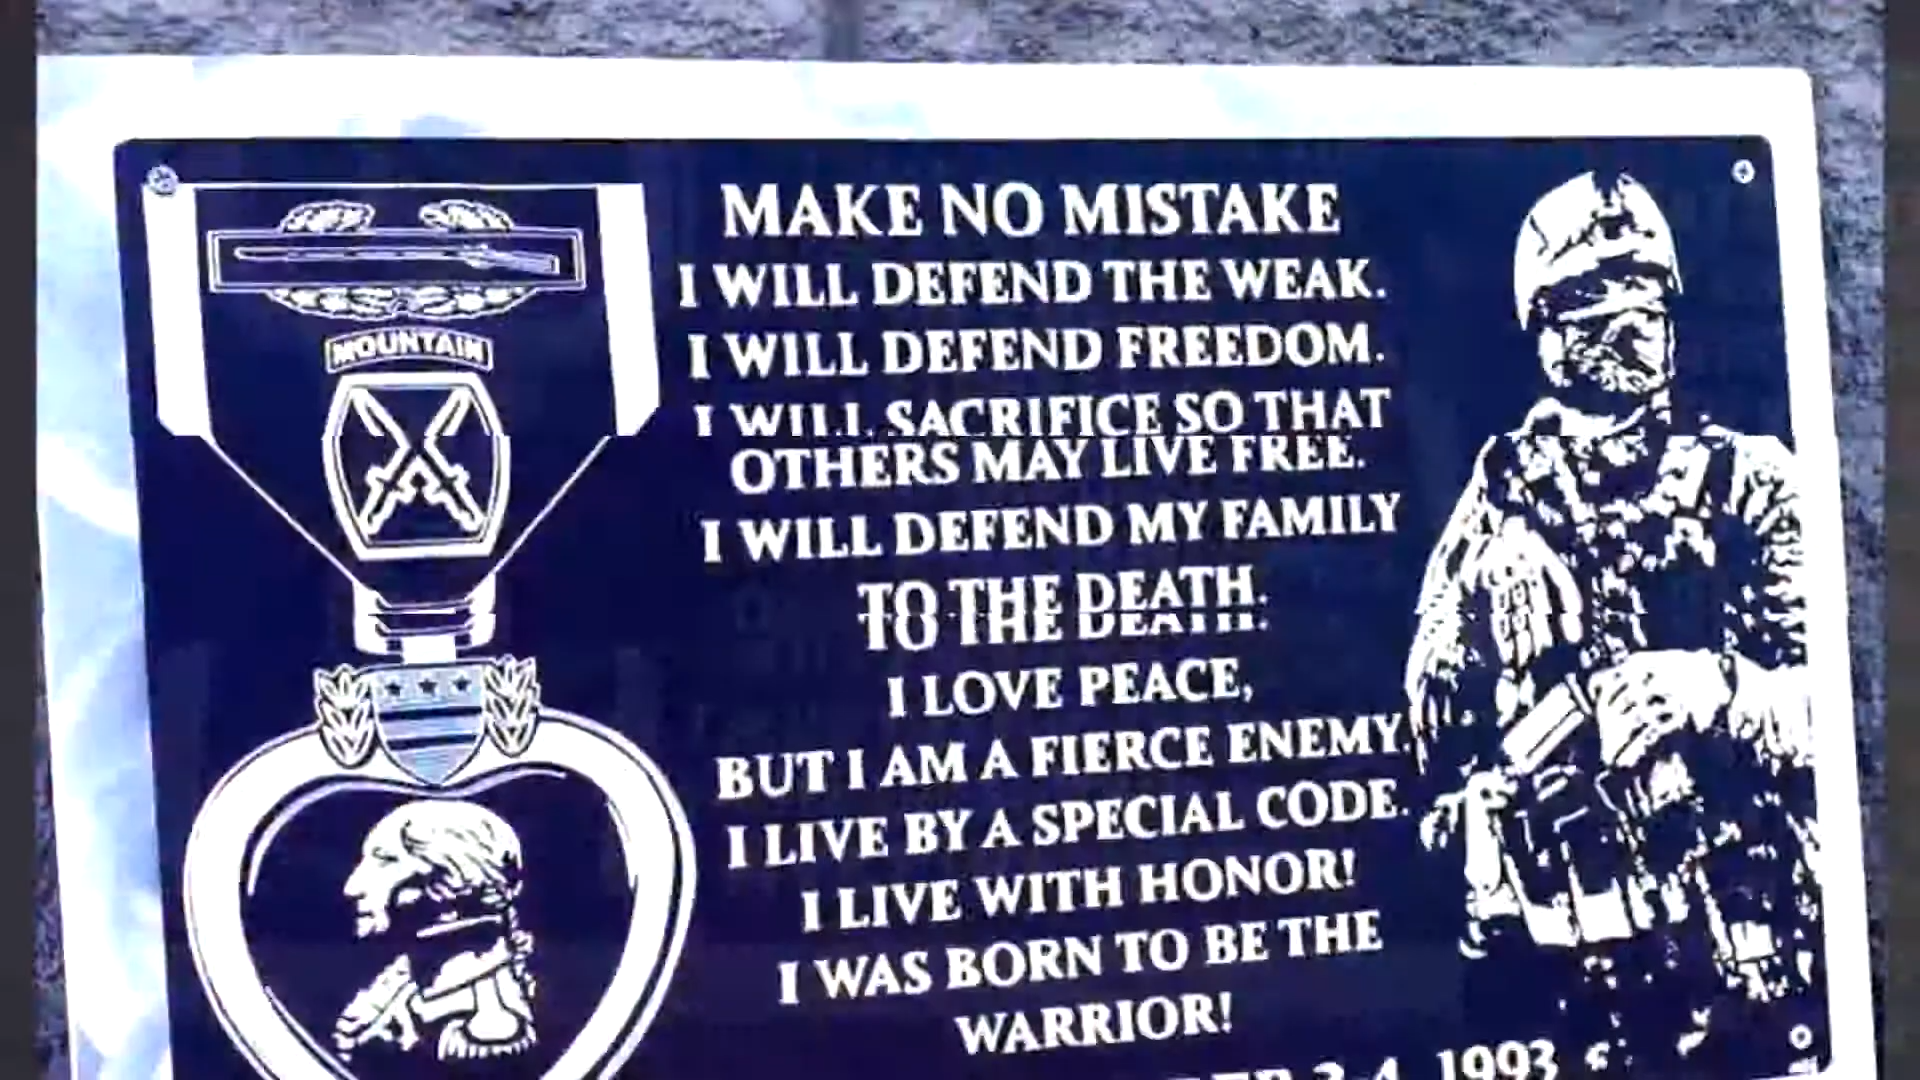 MOUNTAIN
MAKE NO MISTAKE
I WILL DEFEND THE WEAK.
I WILL DEFEND FREEDOM.
I WILL SACRIFICE SO THAT
OTHERS MAY LIVE FREE.
I WILL DEFEND MY FAMILY
TO THE DEATH.
I LOVE PEACE,
BUT I AM A FIERCE ENEMY.
I LIVE BY A SPECIAL CODE.
I LIVE WITH HONOR!
I WAS BORN TO BE THE
WARRIOR!
3-4, 1993